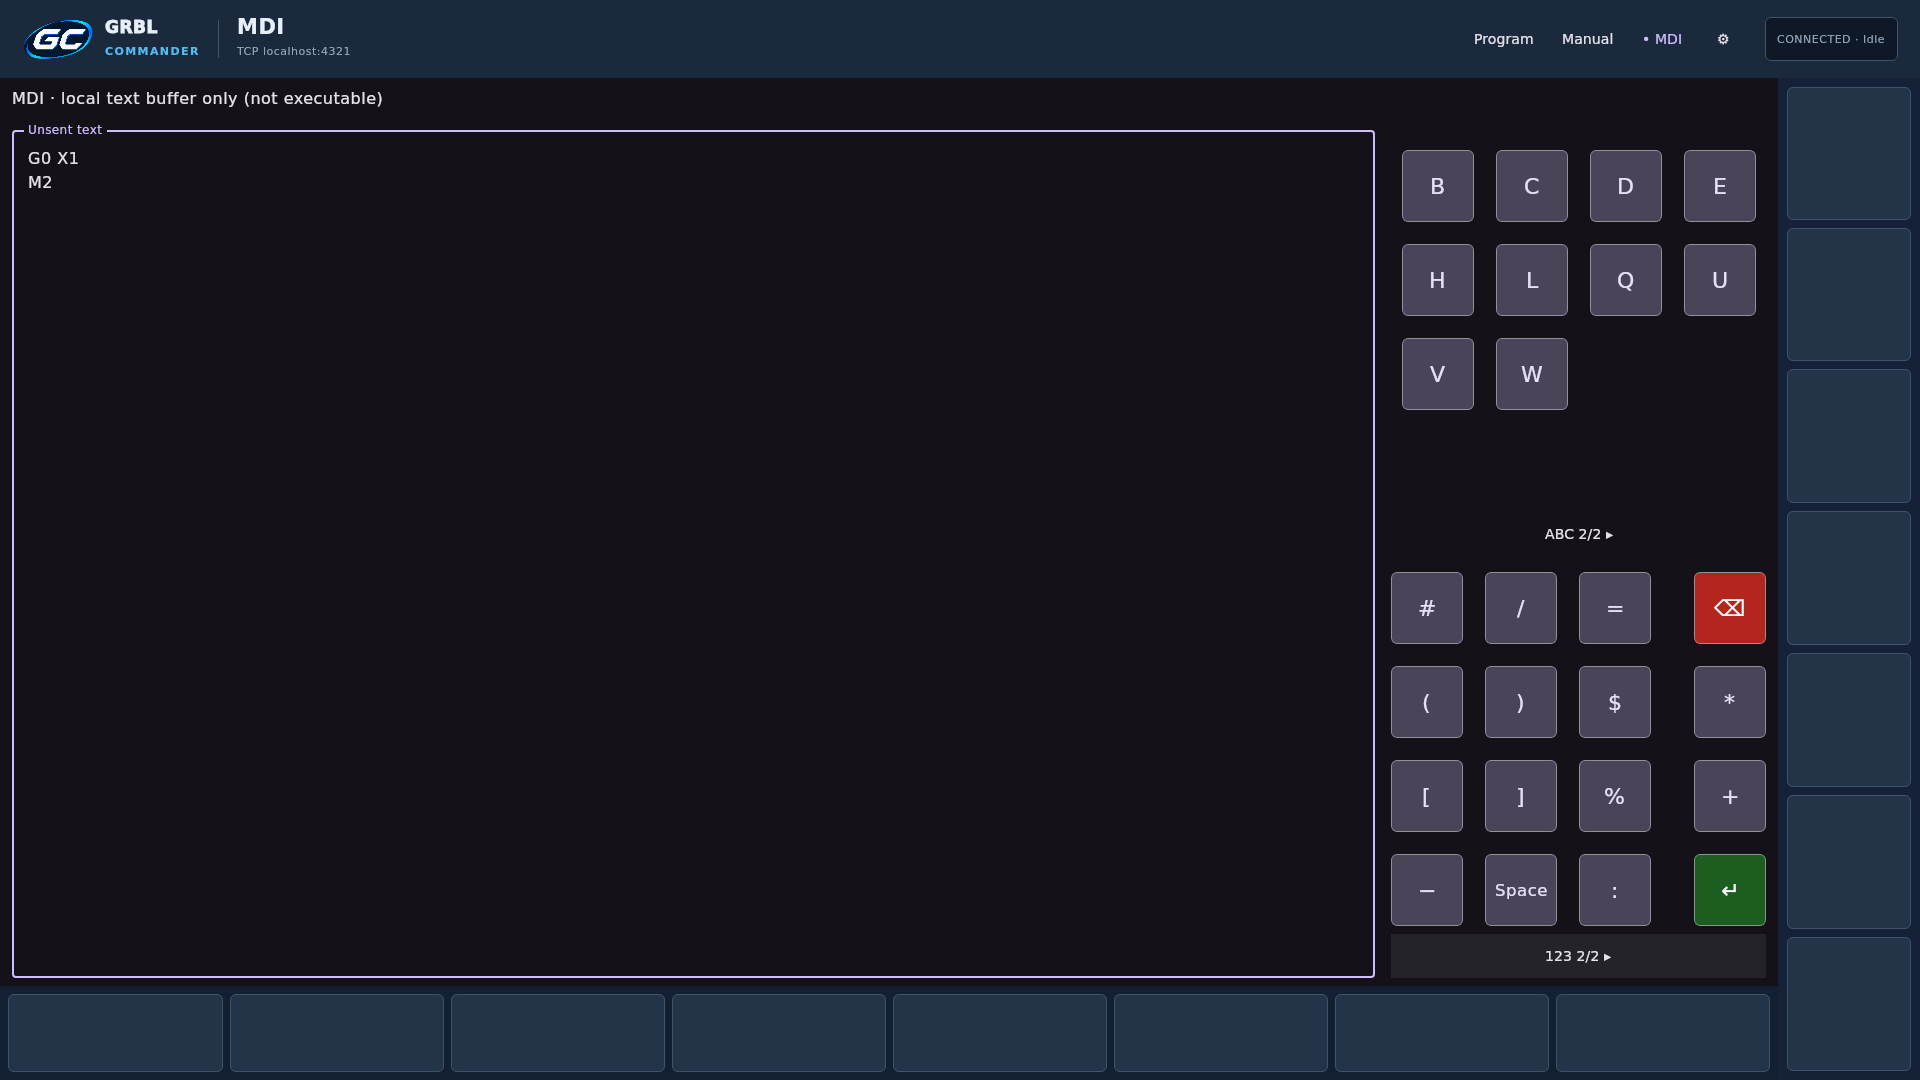 GC
GRBL
COMMANDER
MDI
TCP localhost:4321
Program
Manual
• MDI
⚙
CONNECTED · Idle
MDI · local text buffer only (not executable)
Unsent text
G0 X1
M2
B C D E
H L Q U
V W
ABC 2/2 ▸
# / = ⌫
( ) $ *
[ ] % +
− Space : ↵
123 2/2 ▸